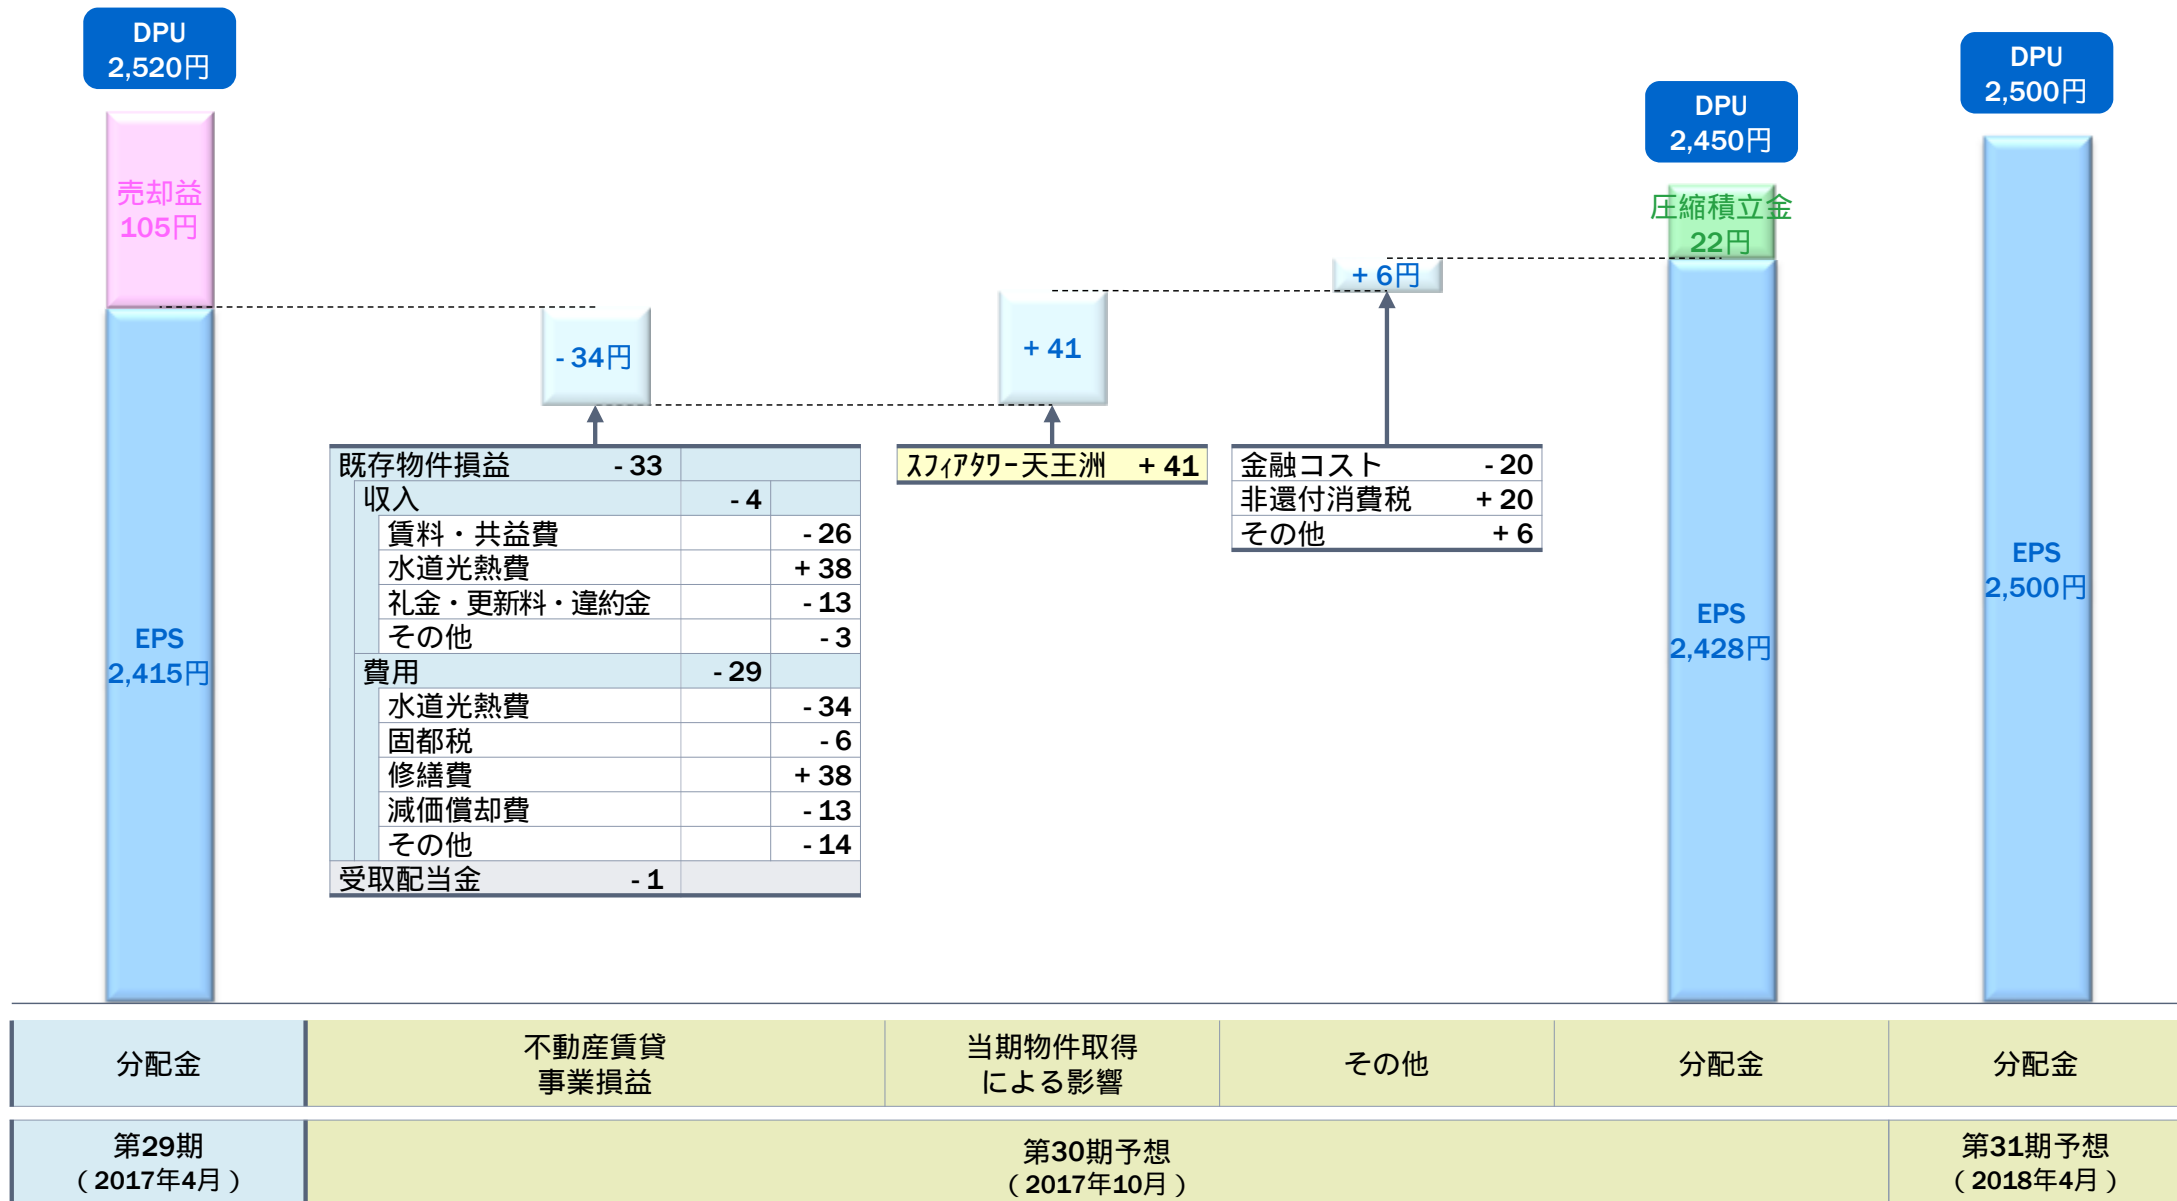 DPU
2,520円
売却益
105円
EPS
2,415円
- 34円
既存物件損益 - 33
収入 - 4
賃料・共益費 - 26
水道光熱費 + 38
礼金・更新料・違約金 - 13
その他 - 3
費用 - 29
水道光熱費 - 34
固都税 - 6
修繕費 + 38
減価償却費 - 13
その他 - 14
受取配当金 - 1
+ 41
ｽﾌｨｱﾀﾜｰ天王洲 + 41
+ 6円
金融コスト - 20
非還付消費税 + 20
その他 + 6
DPU
2,450円
圧縮積立金
22円
EPS
2,428円
DPU
2,500円
EPS
2,500円
分配金
不動産賃貸
事業損益
当期物件取得
による影響
その他
分配金
分配金
第29期
（2017年4月）
第30期予想
（2017年10月）
第31期予想
（2018年4月）